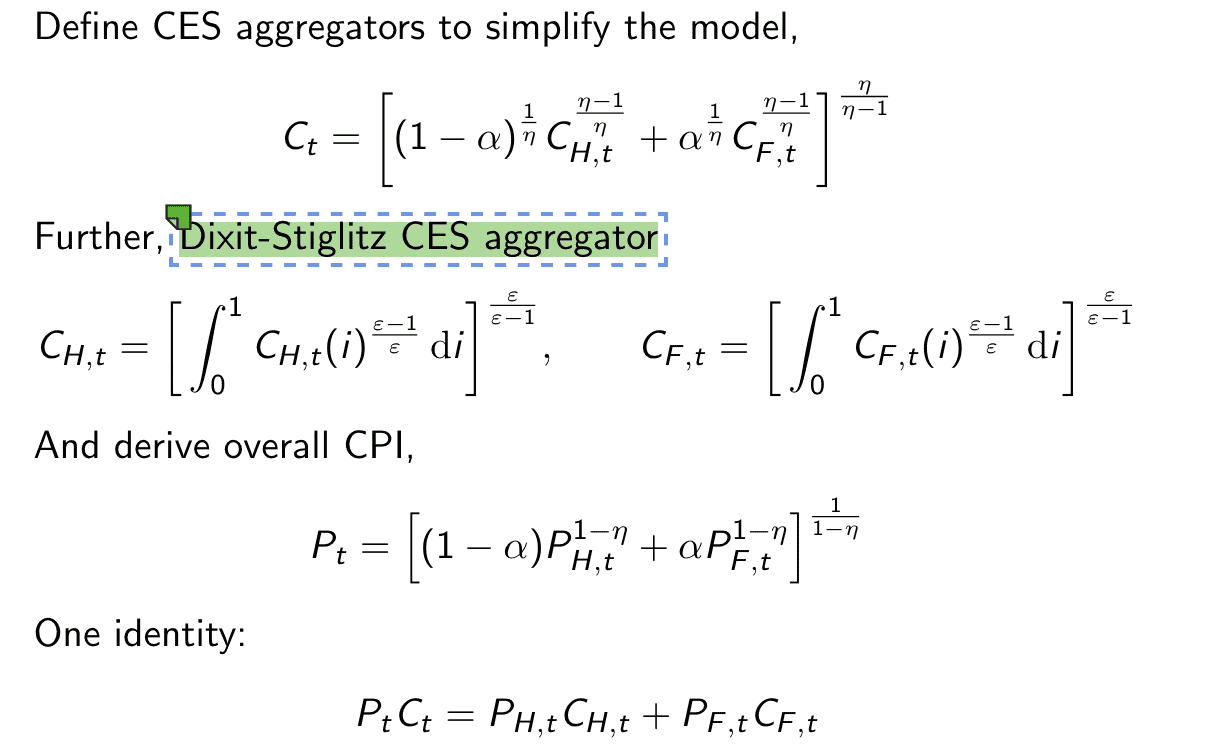 Define CES aggregators to simplify the model,
$C_t = \left[ (1-\alpha)^{\frac{1}{\eta}} C_{H,t}^{\frac{\eta-1}{\eta}} + \alpha^{\frac{1}{\eta}} C_{F,t}^{\frac{\eta-1}{\eta}} \right]^{\frac{\eta}{\eta-1}}$
Further, Dixit-Stiglitz CES aggregator
$C_{H,t} = \left[ \int_0^1 C_{H,t}(i)^{\frac{\varepsilon-1}{\varepsilon}} \, \mathrm{d}i \right]^{\frac{\varepsilon}{\varepsilon-1}}, \quad C_{F,t} = \left[ \int_0^1 C_{F,t}(i)^{\frac{\varepsilon-1}{\varepsilon}} \, \mathrm{d}i \right]^{\frac{\varepsilon}{\varepsilon-1}}$
And derive overall CPI,
$P_t = \left[ (1-\alpha) P_{H,t}^{1-\eta} + \alpha P_{F,t}^{1-\eta} \right]^{\frac{1}{1-\eta}}$
One identity:
$P_t C_t = P_{H,t} C_{H,t} + P_{F,t} C_{F,t}$